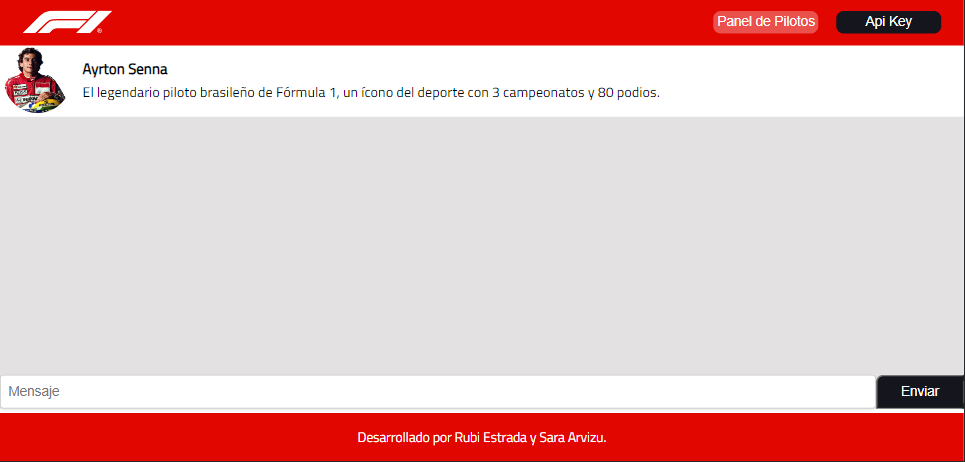 F1
Panel de Pilotos
Api Key
Ayrton Senna
El legendario piloto brasileño de Fórmula 1, un ícono del deporte con 3 campeonatos y 80 podios.
Mensaje
Enviar
Desarrollado por Rubi Estrada y Sara Arvizu.